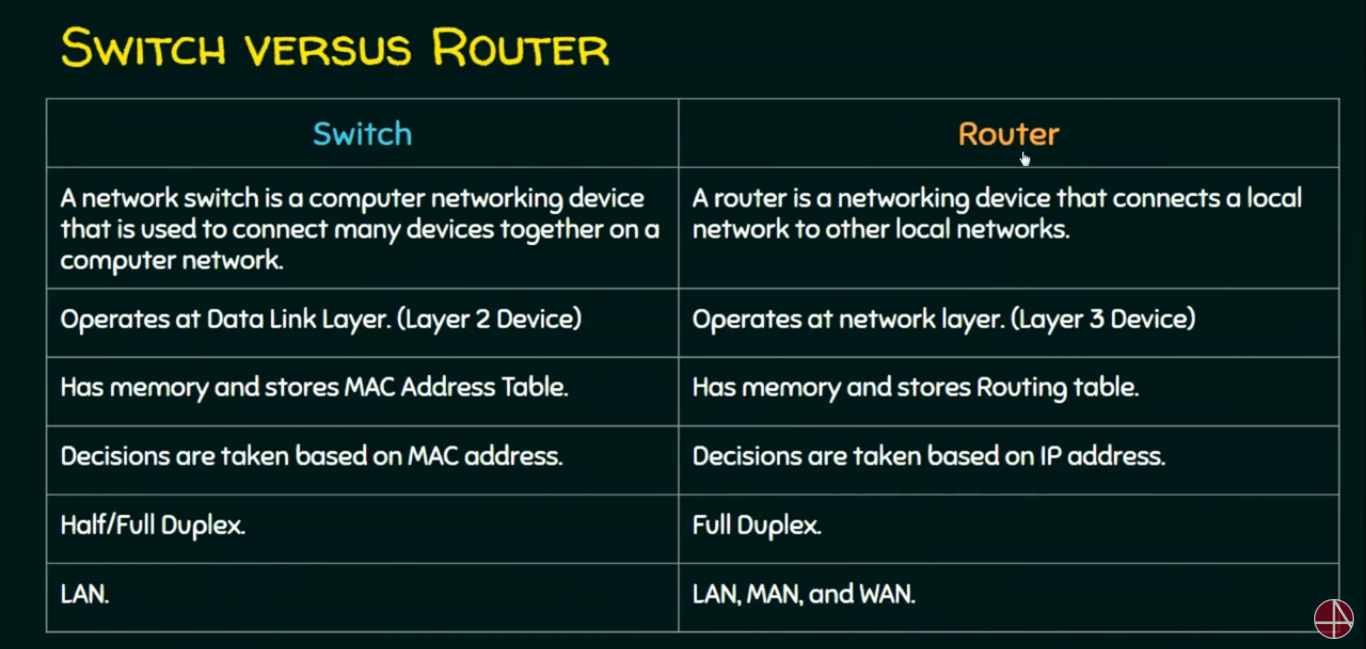 SWITCH VERSUS ROUTER
Switch
Router
A network switch is a computer networking device
that is used to connect many devices together on a
computer network.
A router is a networking device that connects a local
network to other local networks.
Operates at Data Link Layer. (Layer 2 Device)
Operates at network layer. (Layer 3 Device)
Has memory and stores MAC Address Table.
Has memory and stores Routing table.
Decisions are taken based on MAC address.
Decisions are taken based on IP address.
Half/Full Duplex.
Full Duplex.
LAN.
LAN, MAN, and WAN.